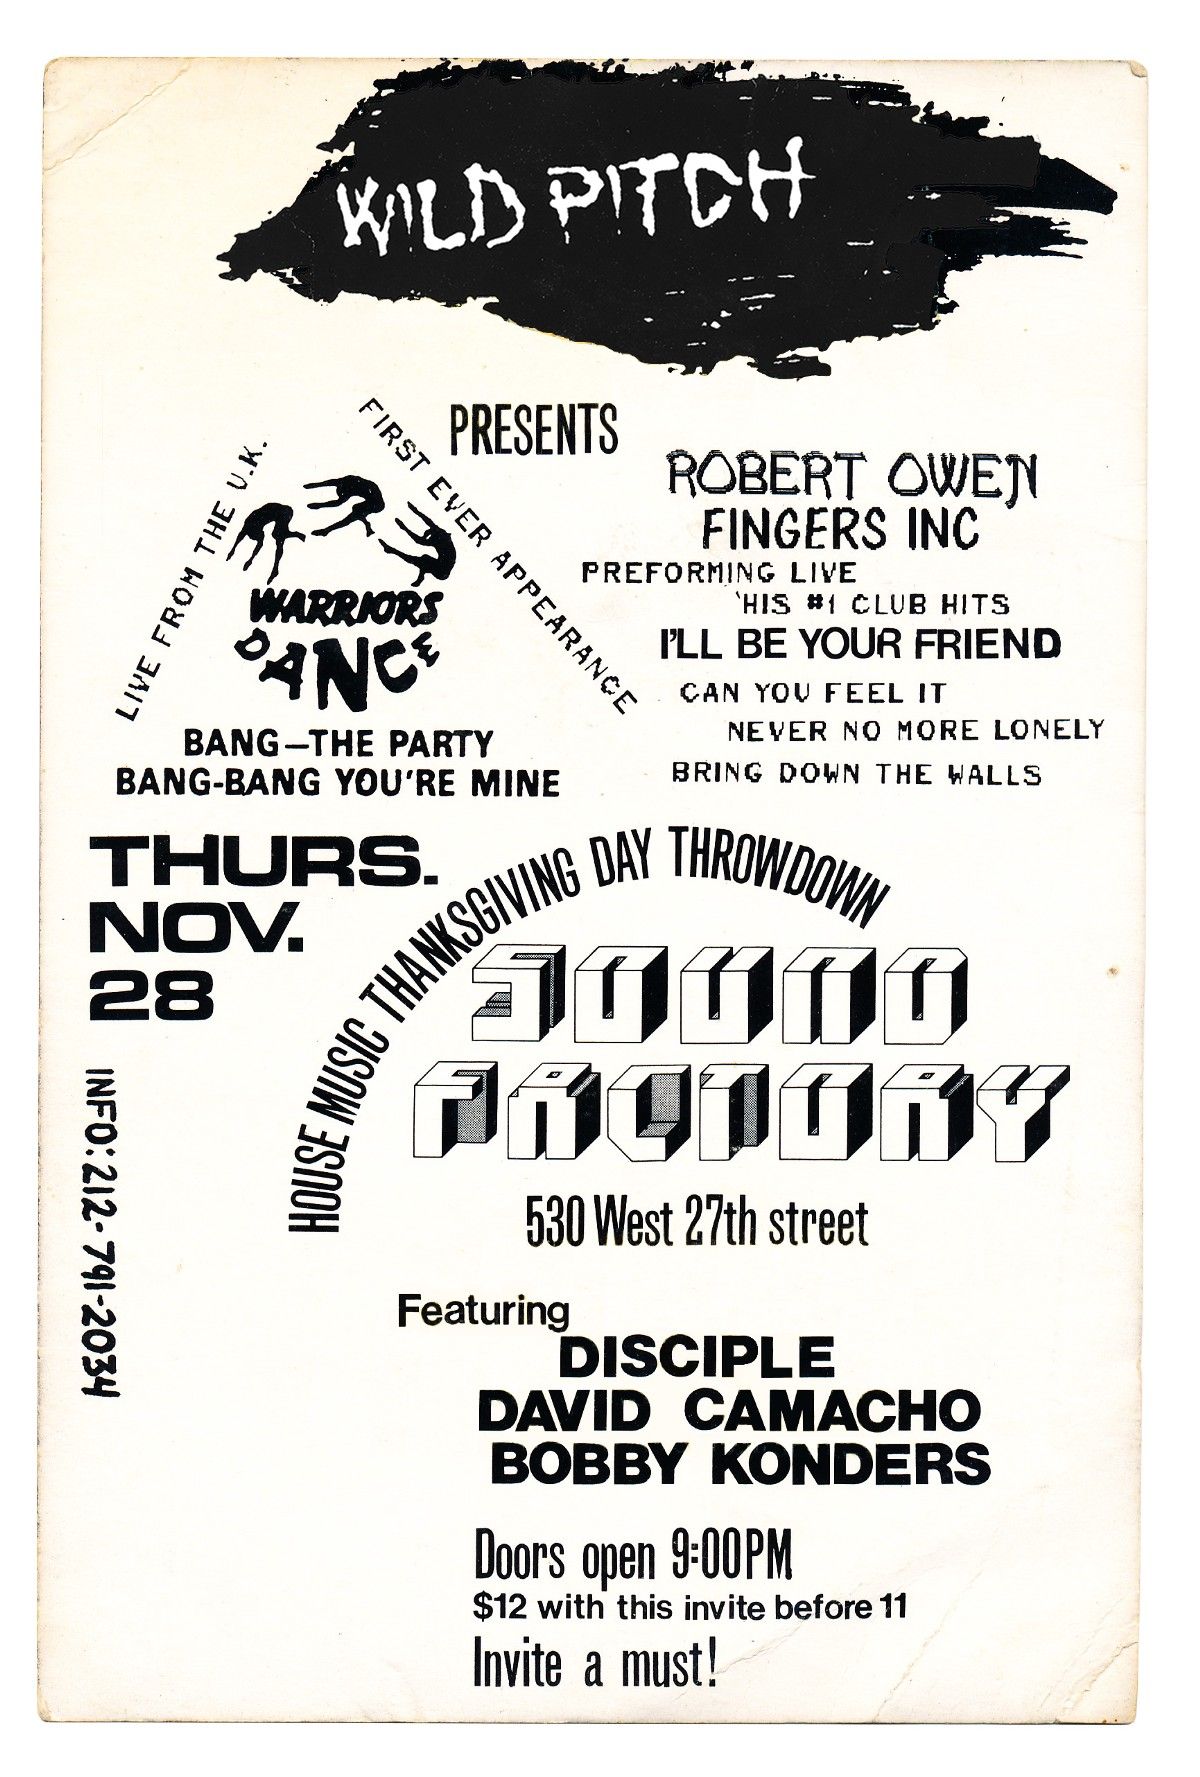 WILD PITCH
PRESENTS
LIVE FROM THE U.K.
FIRST EVER APPEARANCE
WARRIORS
DANCE
BANG—THE PARTY
BANG-BANG YOU'RE MINE
ROBERT OWEN
FINGERS INC
PREFORMING LIVE
'HIS #1 CLUB HITS
I'LL BE YOUR FRIEND
CAN YOU FEEL IT
NEVER NO MORE LONELY
BRING DOWN THE WALLS
THURS.
NOV.
28
HOUSE MUSIC THANKSGIVING DAY THROWDOWN
SOUND
FACTORY
530 West 27th street
INFO: 212-791-2034
Featuring
DISCIPLE
DAVID CAMACHO
BOBBY KONDERS
Doors open 9:00PM
$12 with this invite before 11
Invite a must!